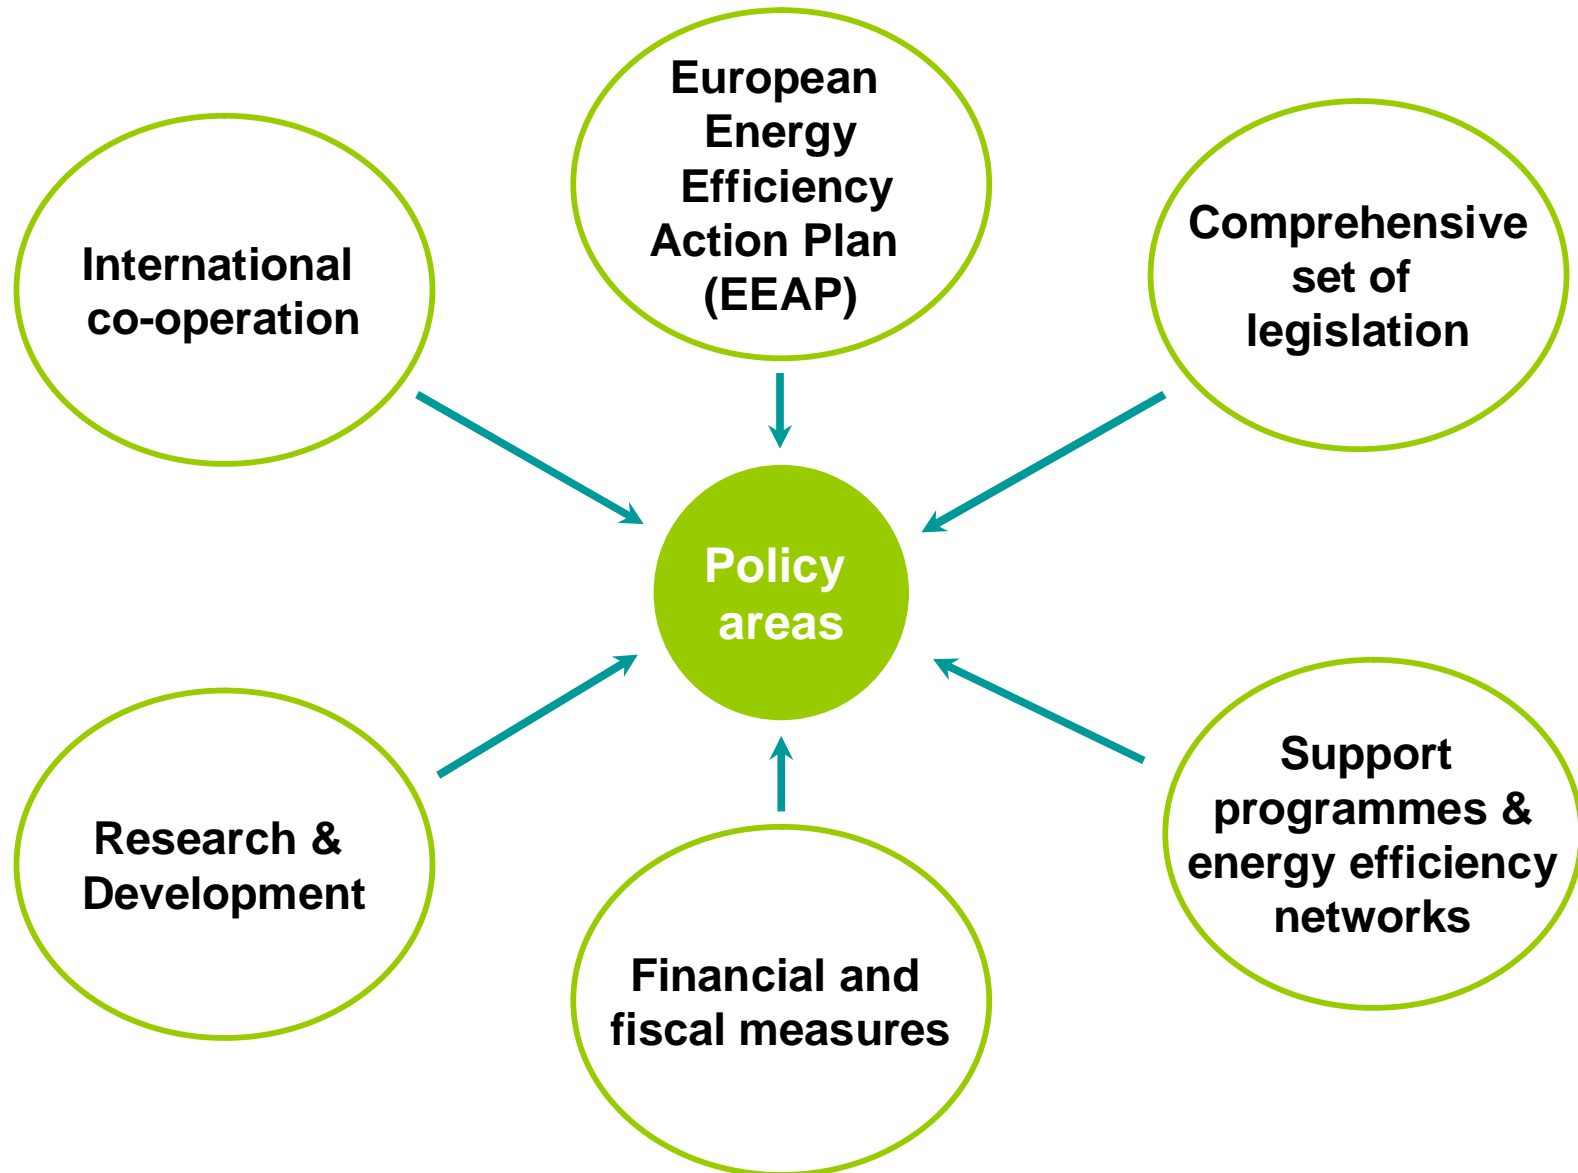 European
Energy
Efficiency
Action Plan
(EEAP)
International
co-operation
Comprehensive
set of
legislation
Policy
areas
Research &
Development
Support
programmes &
energy efficiency
networks
Financial and
fiscal measures